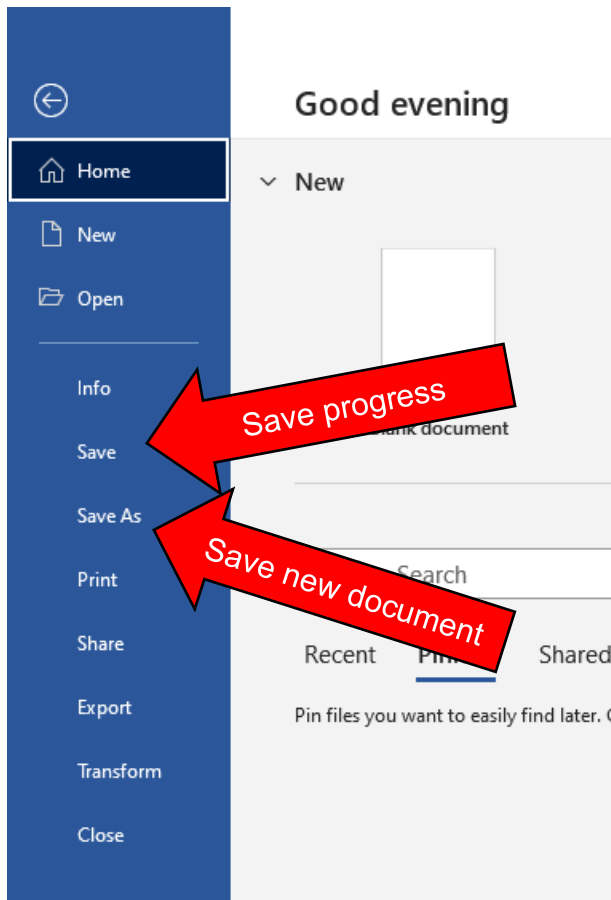 Good evening
Home
New
New
Open
Info
Save progress
Save
document
Save As
Save new document
Print
Search
Share
Recent
Shared
Export
Pin files you want to easily find later.
Transform
Close